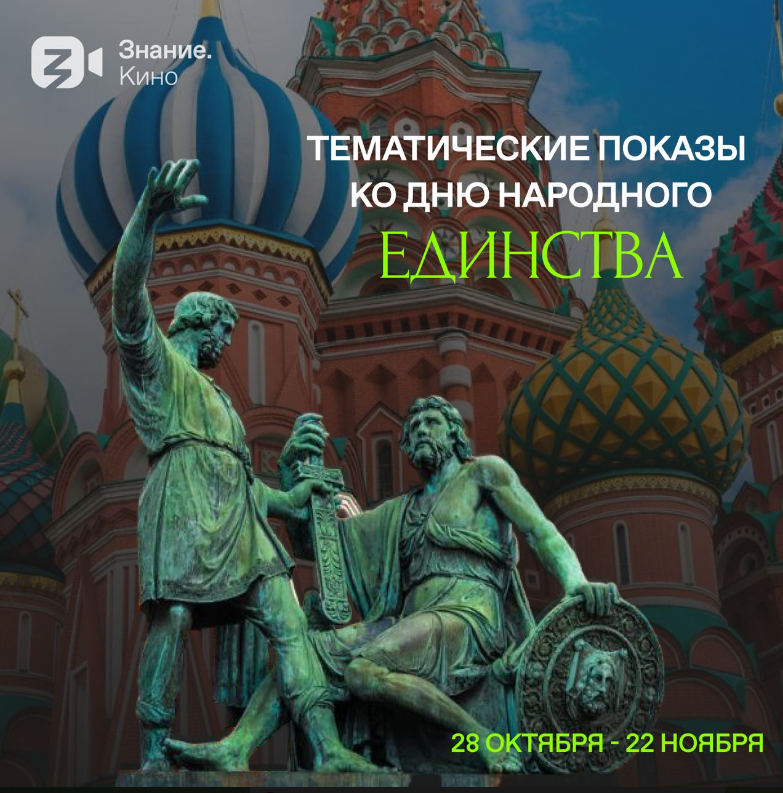 Знание.
Кино
ТЕМАТИЧЕСКИЕ ПОКАЗЫ
КО ДНЮ НАРОДНОГО
ЕДИНСТВА
28 ОКТЯБРЯ - 22 НОЯБРЯ